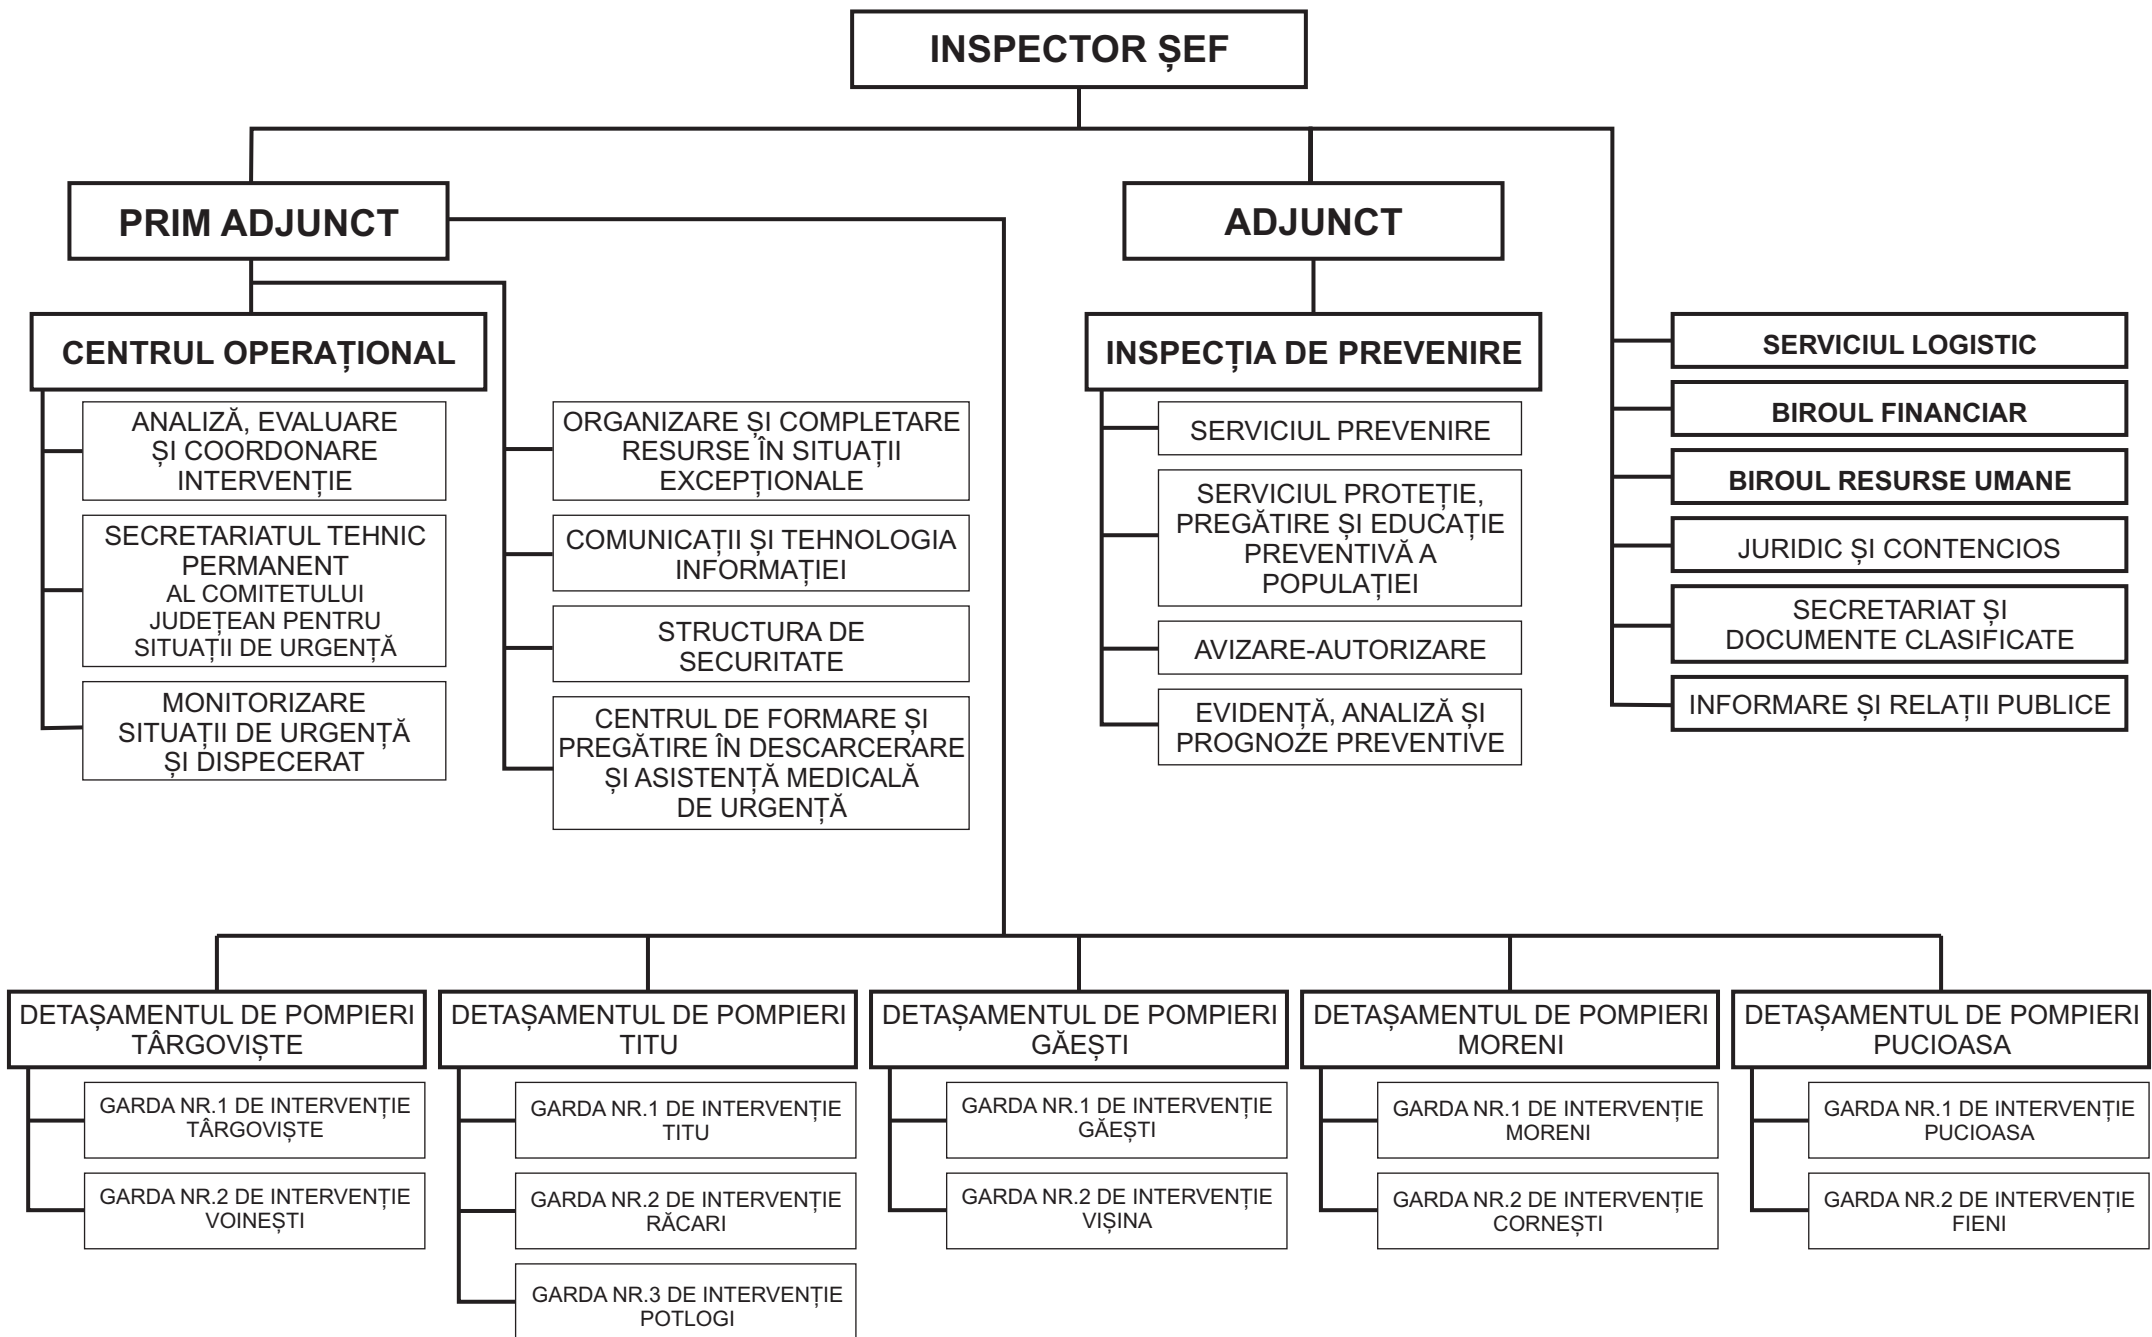 INSPECTOR ȘEF
PRIM ADJUNCT
ADJUNCT
CENTRUL OPERAȚIONAL
ANALIZĂ, EVALUARE
ȘI COORDONARE
INTERVENȚIE
SECRETARIATUL TEHNIC
PERMANENT
AL COMITETULUI
JUDEȚEAN PENTRU
SITUAȚII DE URGENȚĂ
MONITORIZARE
SITUAȚII DE URGENȚĂ
ȘI DISPECERAT
ORGANIZARE ȘI COMPLETARE
RESURSE ÎN SITUAȚII
EXCEPȚIONALE
COMUNICAȚII ȘI TEHNOLOGIA
INFORMAȚIEI
STRUCTURA DE
SECURITATE
CENTRUL DE FORMARE ȘI
PREGĂTIRE ÎN DESCARCERARE
ȘI ASISTENȚĂ MEDICALĂ
DE URGENȚĂ
INSPECȚIA DE PREVENIRE
SERVICIUL PREVENIRE
SERVICIUL PROTEȚIE,
PREGĂTIRE ȘI EDUCAȚIE
PREVENTIVĂ A
POPULAȚIEI
AVIZARE-AUTORIZARE
EVIDENȚĂ, ANALIZĂ ȘI
PROGNOZE PREVENTIVE
SERVICIUL LOGISTIC
BIROUL FINANCIAR
BIROUL RESURSE UMANE
JURIDIC ȘI CONTENCIOS
SECRETARIAT ȘI
DOCUMENTE CLASIFICATE
INFORMARE ȘI RELAȚII PUBLICE
DETAȘAMENTUL DE POMPIERI
TÂRGOVIȘTE
GARDA NR.1 DE INTERVENȚIE
TÂRGOVIȘTE
GARDA NR.2 DE INTERVENȚIE
VOINEȘTI
DETAȘAMENTUL DE POMPIERI
TITU
GARDA NR.1 DE INTERVENȚIE
TITU
GARDA NR.2 DE INTERVENȚIE
RĂCARI
GARDA NR.3 DE INTERVENȚIE
POTLOGI
DETAȘAMENTUL DE POMPIERI
GĂEȘTI
GARDA NR.1 DE INTERVENȚIE
GĂEȘTI
GARDA NR.2 DE INTERVENȚIE
VIȘINA
DETAȘAMENTUL DE POMPIERI
MORENI
GARDA NR.1 DE INTERVENȚIE
MORENI
GARDA NR.2 DE INTERVENȚIE
CORNEȘTI
DETAȘAMENTUL DE POMPIERI
PUCIOASA
GARDA NR.1 DE INTERVENȚIE
PUCIOASA
GARDA NR.2 DE INTERVENȚIE
FIENI